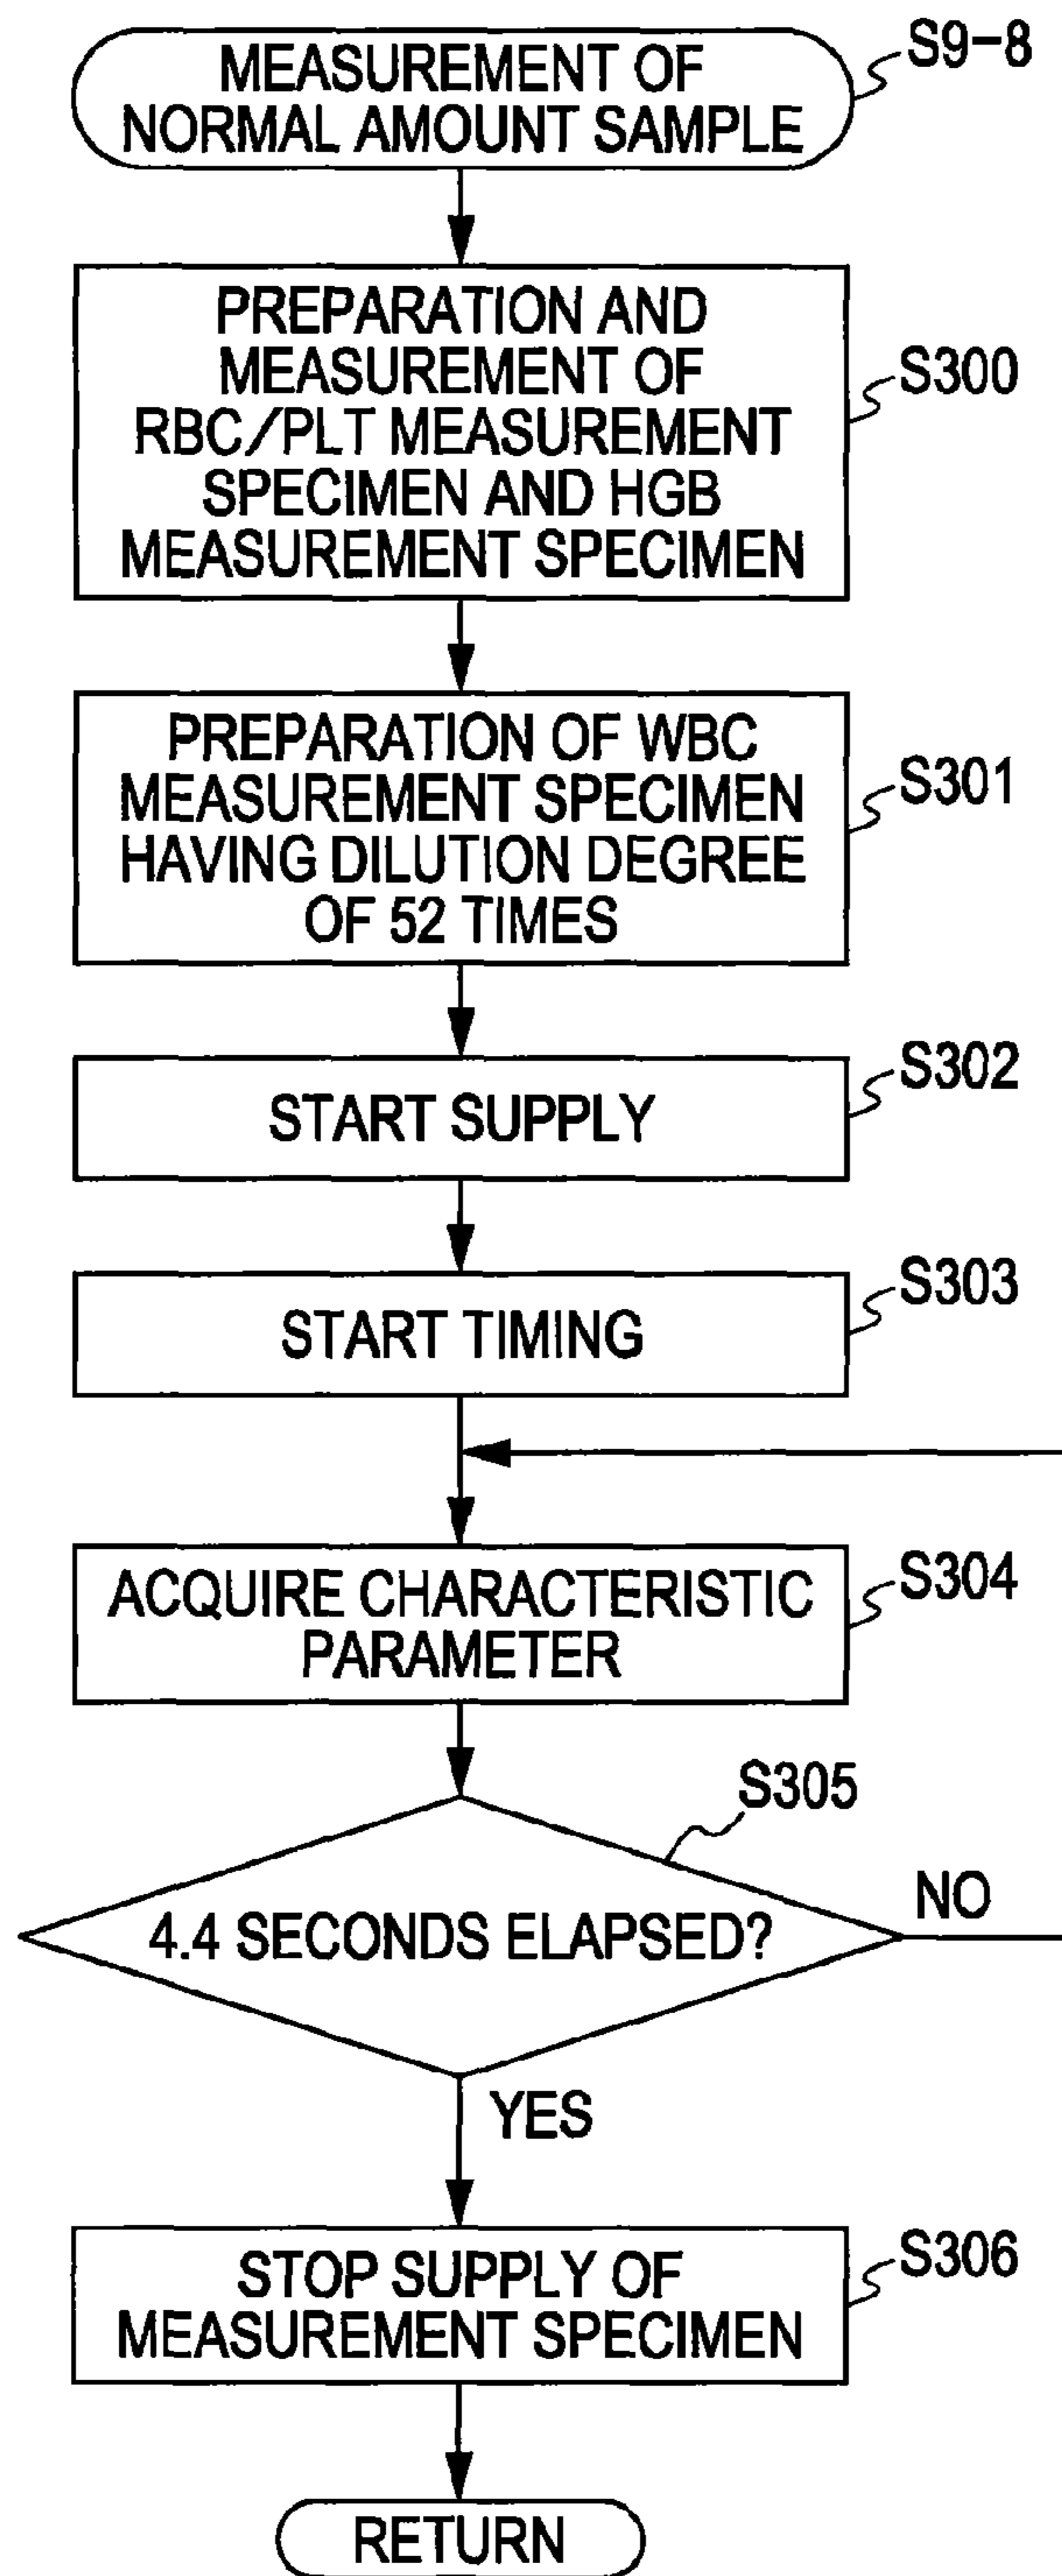 MEASUREMENT OF
NORMAL AMOUNT SAMPLE
S9-8
PREPARATION AND
MEASUREMENT OF
RBC/PLT MEASUREMENT
SPECIMEN AND HGB
MEASUREMENT SPECIMEN
S300
PREPARATION OF WBC
MEASUREMENT SPECIMEN
HAVING DILUTION DEGREE
OF 52 TIMES
S301
START SUPPLY
S302
START TIMING
S303
ACQUIRE CHARACTERISTIC
PARAMETER
S304
S305
4.4 SECONDS ELAPSED?
NO
YES
STOP SUPPLY OF
MEASUREMENT SPECIMEN
S306
RETURN